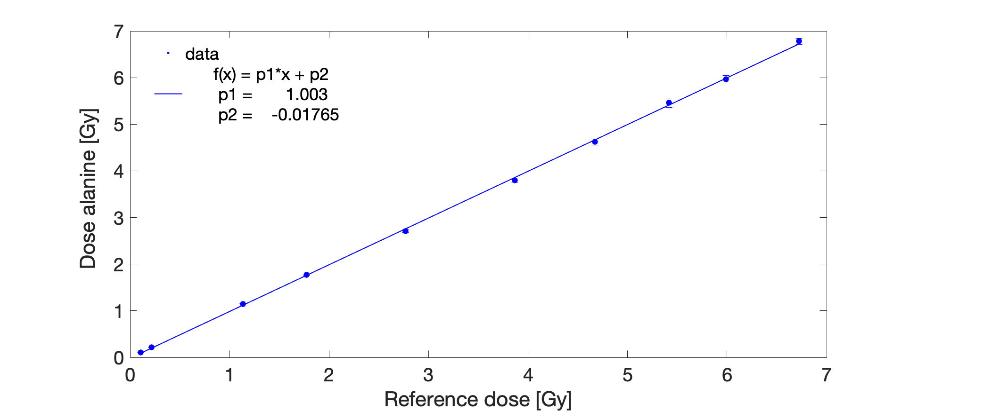 data
f(x) = p1*x + p2
p1 = 1.003
p2 = -0.01765
Dose alanine [Gy]
7
6
5
4
3
2
1
0
0 1 2 3 4 5 6 7
Reference dose [Gy]